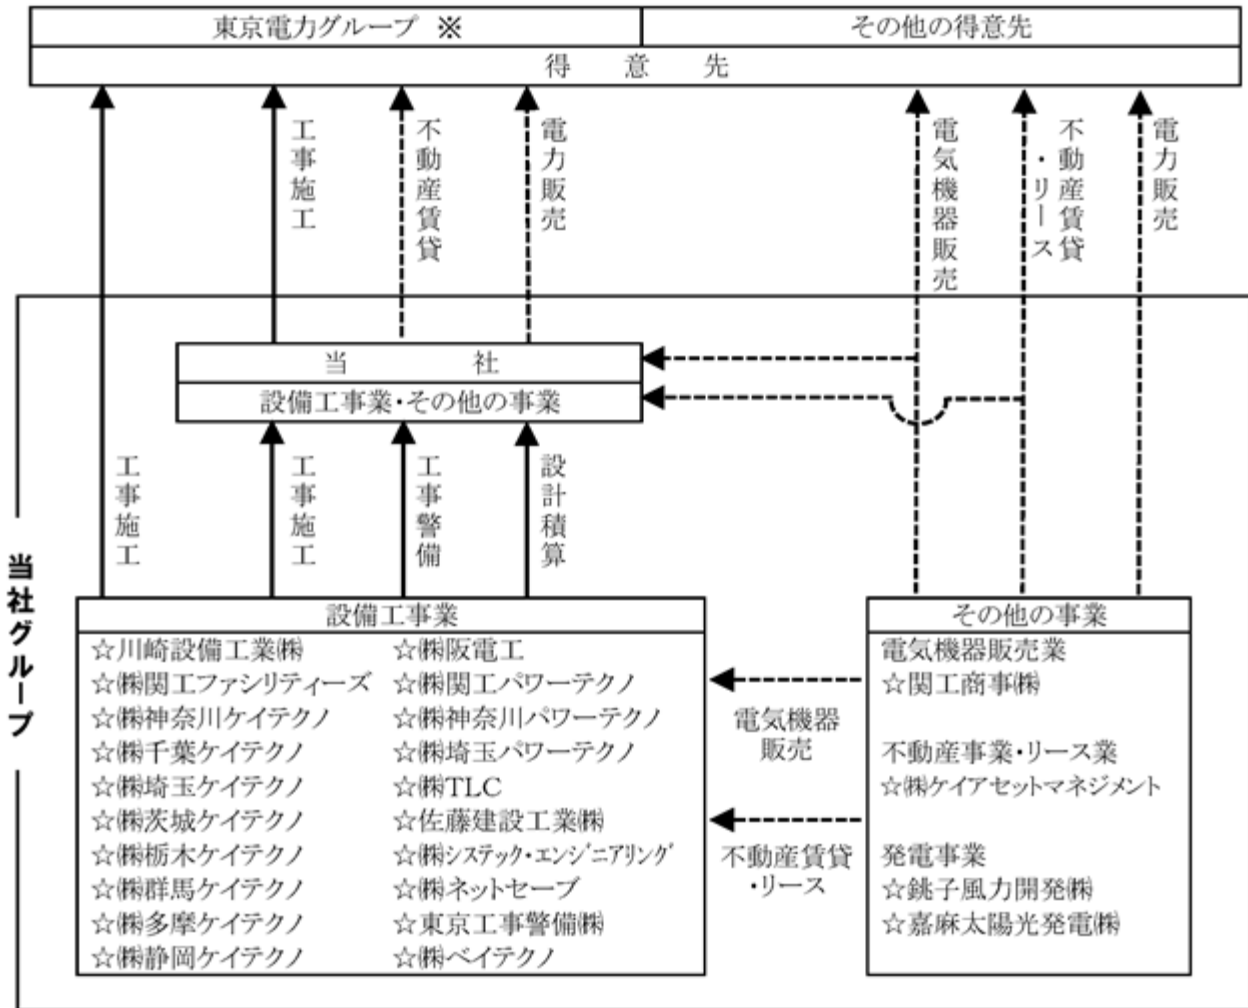 東京電力グループ ※
その他の得意先
得意先
工事施工
不動産賃貸
電力販売
電気機器販売
不動産賃貸
・リース
電力販売
当社
設備工事業・その他の事業
工事施工
工事施工
工事警備
設計積算
当社グループ
設備工事業
☆川崎設備工業㈱
☆㈱阪電工
☆㈱関工ファシリティーズ
☆㈱関工パワーテクノ
☆㈱神奈川ケイテクノ
☆㈱神奈川パワーテクノ
☆㈱千葉ケイテクノ
☆㈱埼玉パワーテクノ
☆㈱埼玉ケイテクノ
☆㈱TLC
☆㈱茨城ケイテクノ
☆佐藤建設工業㈱
☆㈱栃木ケイテクノ
☆㈱システック・エンジニアリング
☆㈱群馬ケイテクノ
☆㈱ネットセーブ
☆㈱多摩ケイテクノ
☆東京工事警備㈱
☆㈱静岡ケイテクノ
☆㈱ベイテクノ
電気機器
販売
不動産賃貸
・リース
その他の事業
電気機器販売業
☆関工商事㈱
不動産事業・リース業
☆㈱ケイアセットマネジメント
発電事業
☆銚子風力開発㈱
☆嘉麻太陽光発電㈱